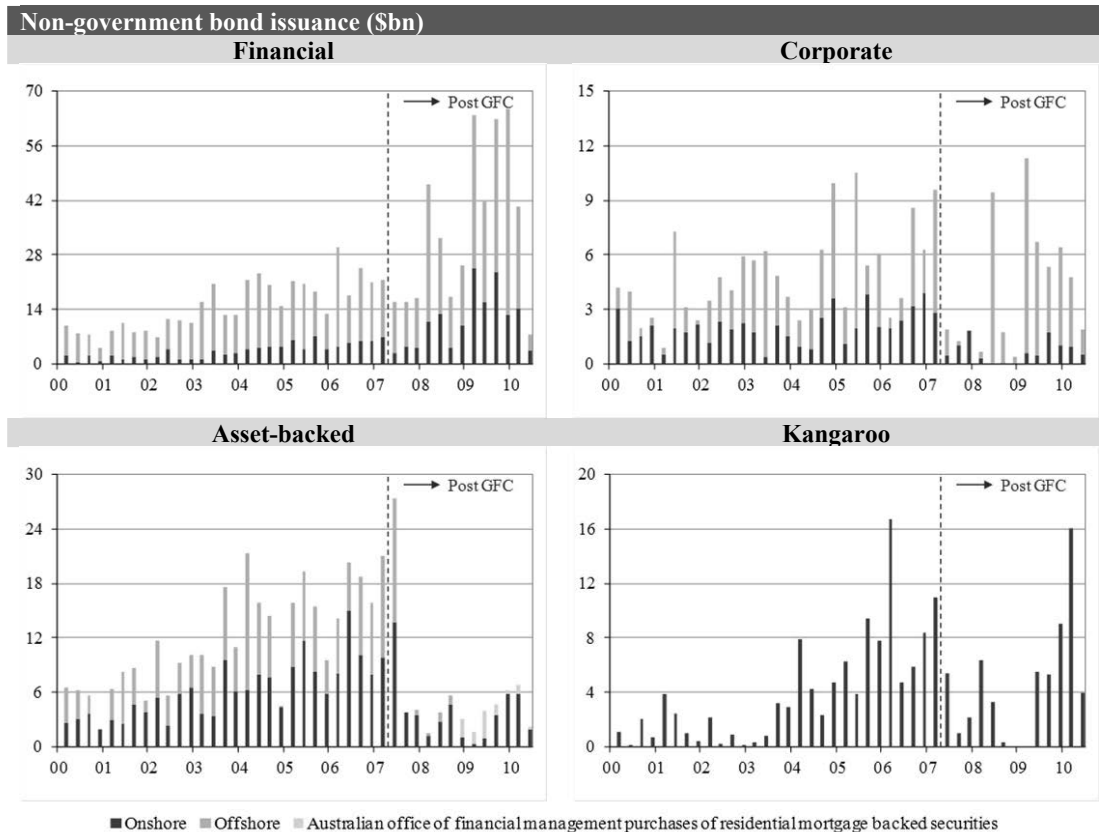 Non-government bond issuance ($bn)
Financial
Corporate
70
56
42
28
14
0
00 01 02 03 04 05 06 07 08 09 10
Post GFC
15
12
9
6
3
0
00 01 02 03 04 05 06 07 08 09 10
Post GFC
Asset-backed
Kangaroo
30
24
18
12
6
0
00 01 02 03 04 05 06 07 08 09 10
Post GFC
20
16
12
8
4
0
00 01 02 03 04 05 06 07 08 09 10
Post GFC
Onshore Offshore Australian office of financial management purchases of residential mortgage backed securities